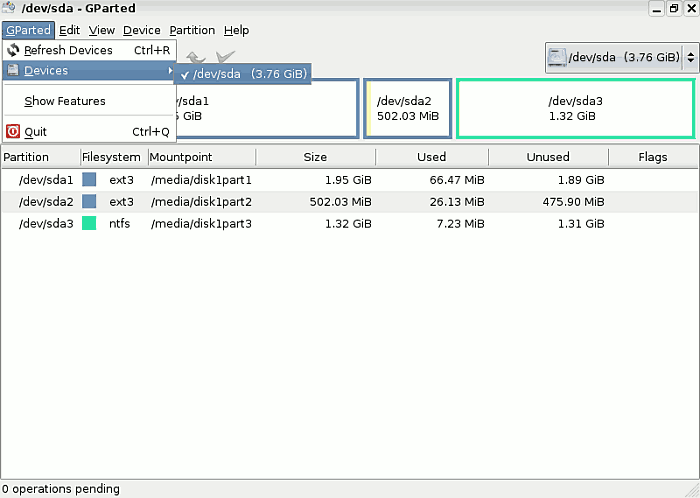 /dev/sda - GParted
GParted Edit View Device Partition Help
Refresh Devices Ctrl+R
Devices
/dev/sda (3.76 GiB)
/dev/sda (3.76 GiB)
Show Features
Quit Ctrl+Q
/sda1
GiB
/dev/sda2
502.03 MiB
/dev/sda3
1.32 GiB
Partition Filesystem Mountpoint Size Used Unused Flags
/dev/sda1 ext3 /media/disk1part1 1.95 GiB 66.47 MiB 1.89 GiB
/dev/sda2 ext3 /media/disk1part2 502.03 MiB 26.13 MiB 475.90 MiB
/dev/sda3 ntfs /media/disk1part3 1.32 GiB 7.23 MiB 1.31 GiB
0 operations pending